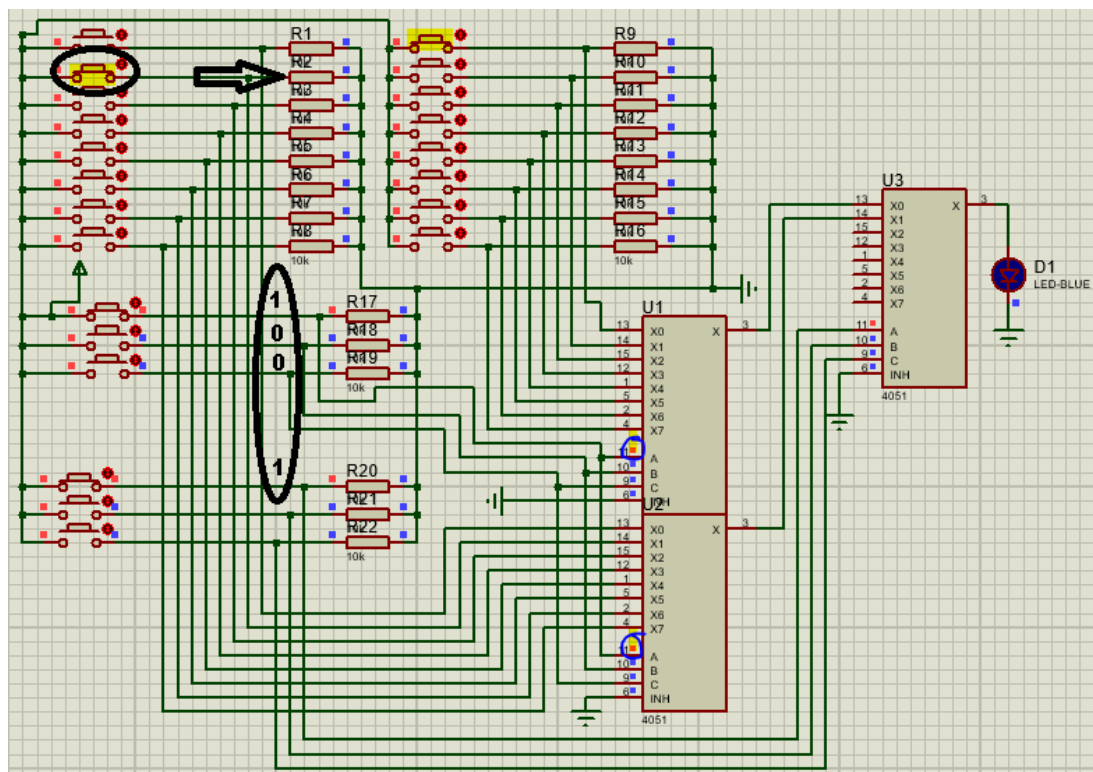 R1
R2
R3
R4
R5
R6
R7
R8
10k
R9
R10
R11
R12
R13
R14
R15
R16
10k
1
0
0
1
R17
R18
R19
10k
R20
R21
R22
10k
U1
13 X0 X 3
14 X1
15 X2
12 X3
1 X4
5 X5
2 X6
4 X7
11 A
10 B
9 C
6 INH
U2
13 X0 X 3
14 X1
15 X2
12 X3
1 X4
5 X5
2 X6
4 X7
11 A
10 B
9 C
6 INH
4051
U3
13 X0 X 3
14 X1
15 X2
12 X3
1 X4
5 X5
2 X6
4 X7
11 A
10 B
9 C
6 INH
4051
D1
LED-BLUE